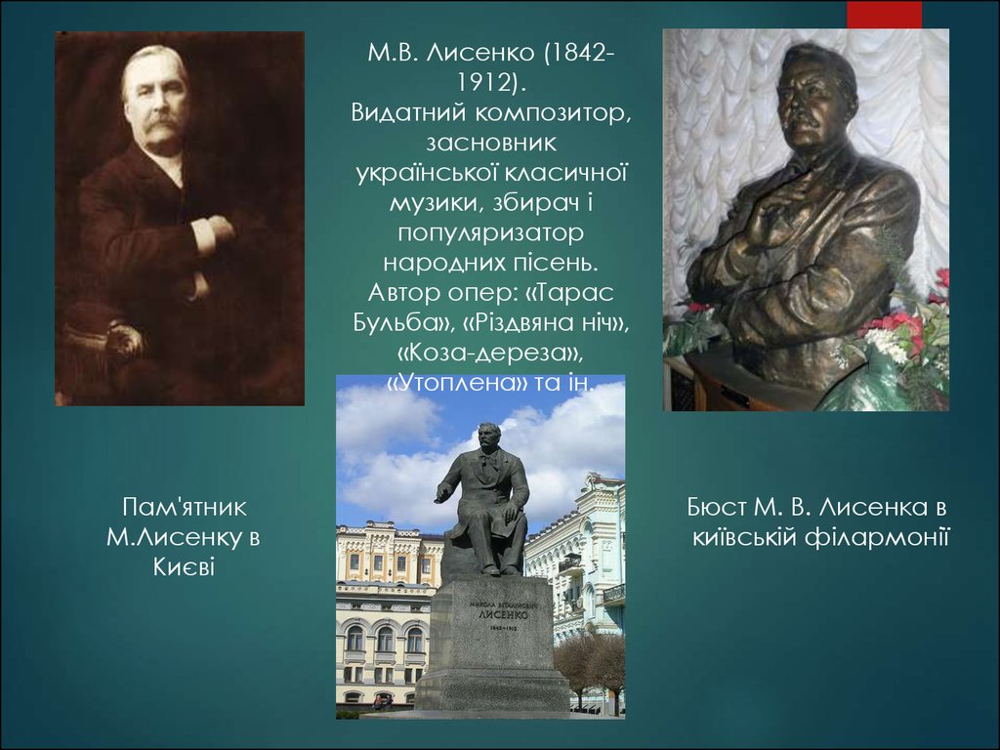 М.В. Лисенко (1842-
1912).
Видатний композитор,
засновник
української класичної
музики, збирач і
популяризатор
народних пісень.
Автор опер: «Тарас
Бульба», «Різдвяна ніч»,
«Коза-дереза»,
«Утоплена» та ін.
Пам'ятник
М.Лисенку в
Києві
МИКОЛА ВІТАЛІЙОВИЧ
ЛИСЕНКО
1842–1912
Бюст М. В. Лисенка в
київській філармонії